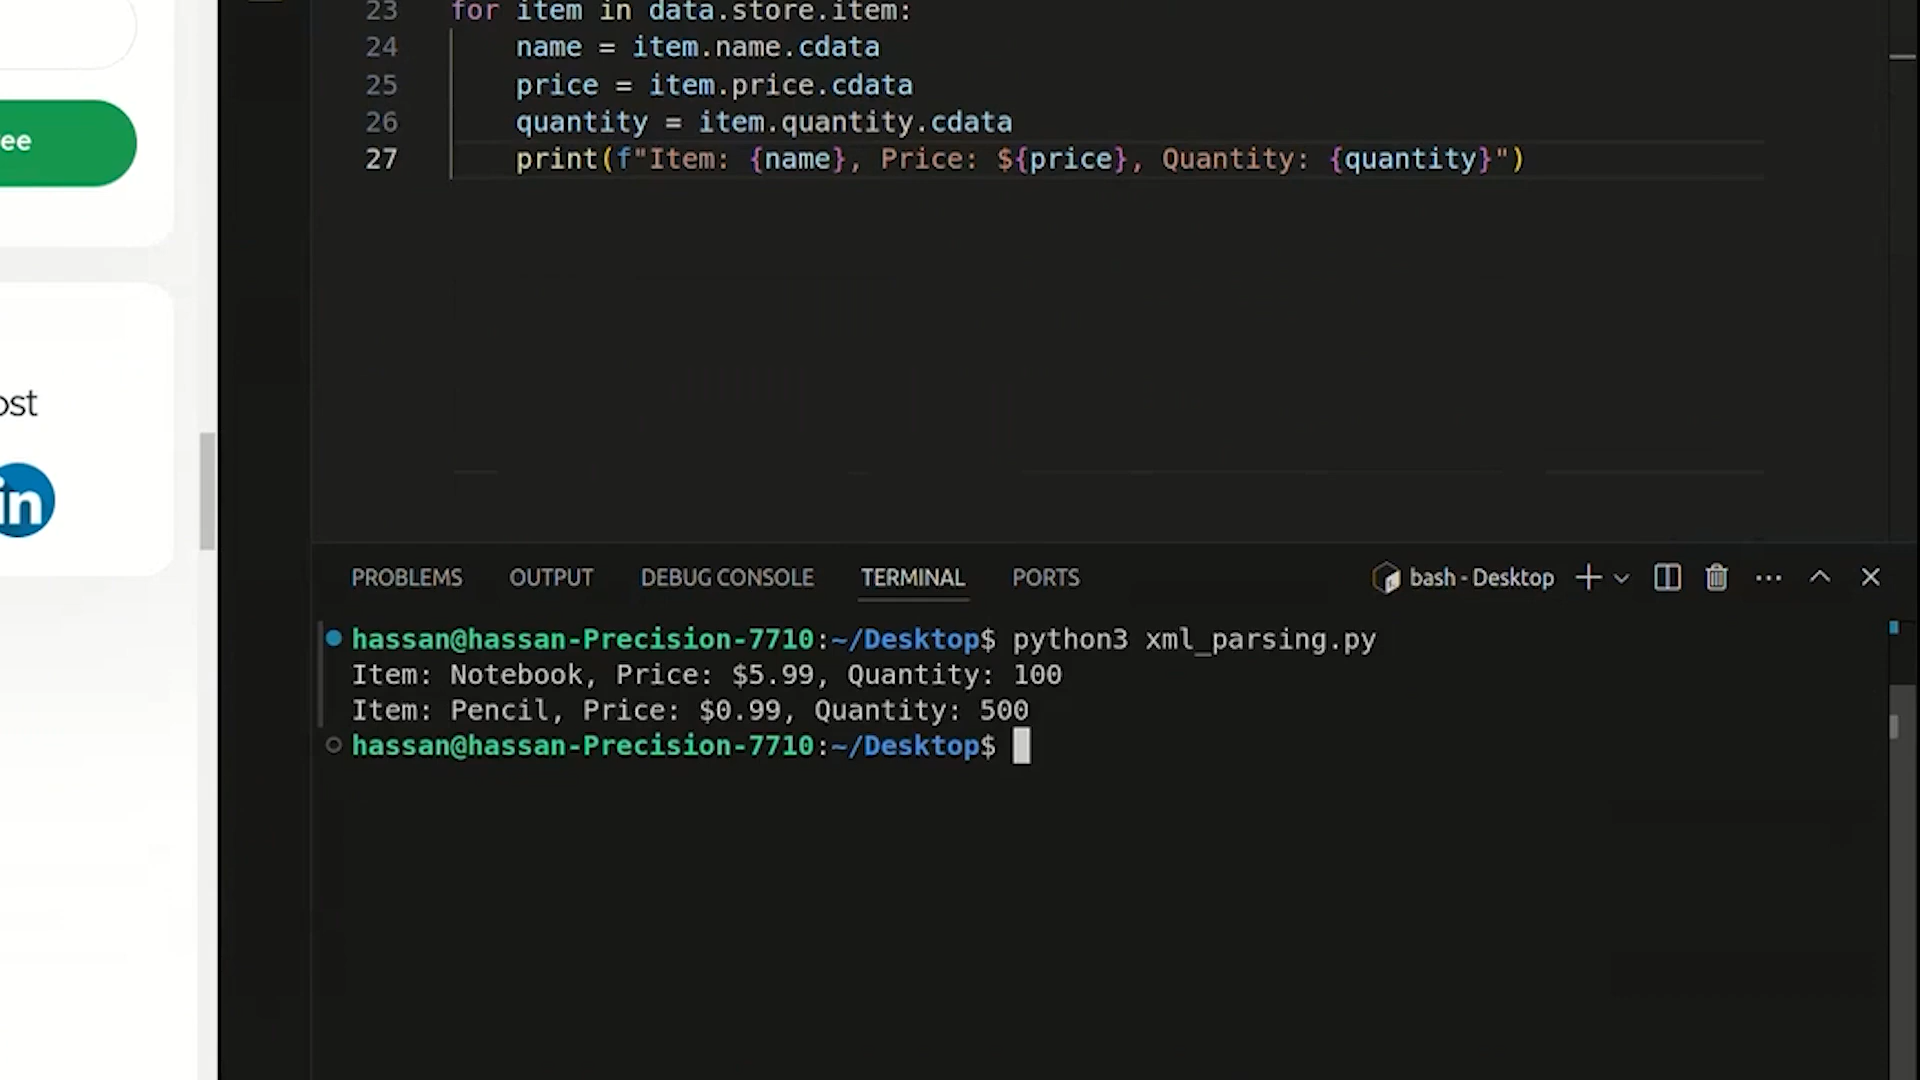 ee
ost
in
23 for item in data.store.item:
24 name = item.name.cdata
25 price = item.price.cdata
26 quantity = item.quantity.cdata
27 print(f"Item: {name}, Price: ${price}, Quantity: {quantity}")
PROBLEMS OUTPUT DEBUG CONSOLE TERMINAL PORTS bash - Desktop
hassan@hassan-Precision-7710:~/Desktop$ python3 xml_parsing.py
Item: Notebook, Price: $5.99, Quantity: 100
Item: Pencil, Price: $0.99, Quantity: 500
hassan@hassan-Precision-7710:~/Desktop$